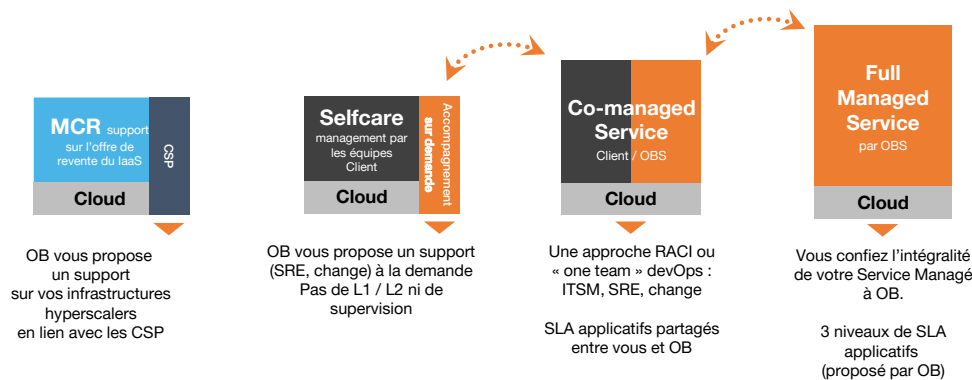 MCR support
sur l'offre de
revente du IaaS
CSP
Cloud
OB vous propose
un support
sur vos infrastructures
hyperscalers
en lien avec les CSP
Selfcare
management par
les équipes
Client
Accompagnement
sur demande
Cloud
OB vous propose un support
(SRE, change) à la demande
Pas de L1 / L2 ni de
supervision
Co-managed
Service
Client / OBS
Cloud
Une approche RACI ou
« one team » devOps :
ITSM, SRE, change
SLA applicatifs partagés
entre vous et OB
Full
Managed
Service
par OBS
Cloud
Vous confiez l'intégralité
de votre Service Managé
à OB.
3 niveaux de SLA
applicatifs
(proposé par OB)